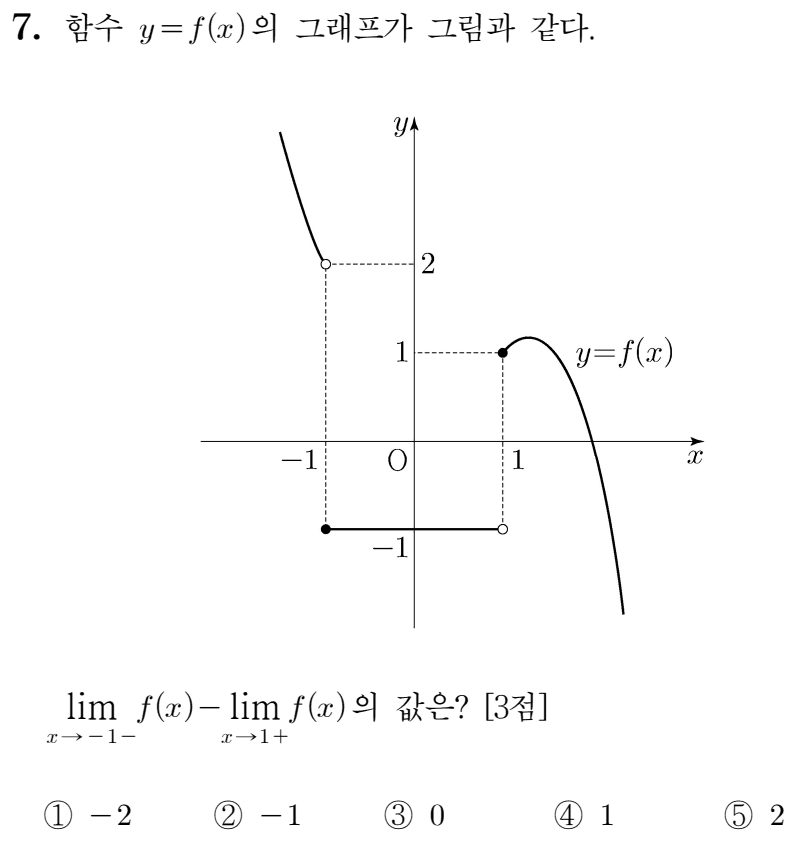 7. 함수 y=f(x)의 그래프가 그림과 같다.
y
2
1
y=f(x)
-1
O
1
x
-1
lim f(x) - lim f(x)의 값은? [3점]
x→-1- x→1+
① -2 ② -1 ③ 0 ④ 1 ⑤ 2